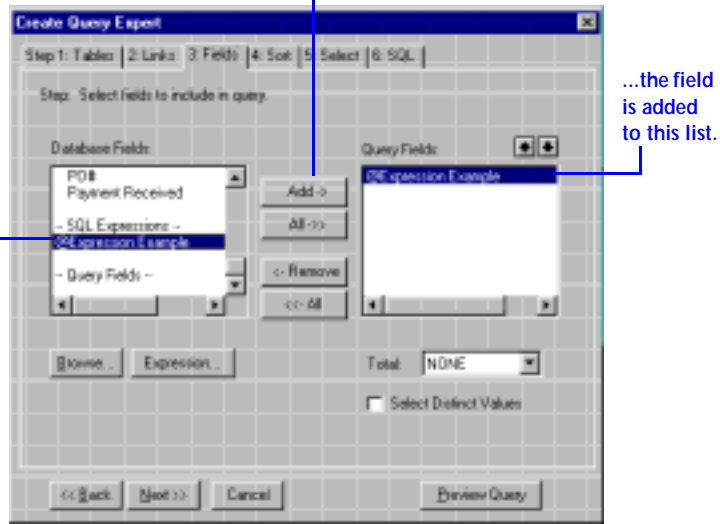 Create Query Expert
Step 1: Tables 2: Links 3: Fields 4: Sort 5: Select 6: SQL
Step: Select fields to include in query.
...the field
is added
to this list.
Database Fields:
Query Fields:
PO#
Payment Received
-- SQL Expressions --
@Expression Example
-- Query Fields --
Add ->
All ->>
<- Remove
<<- All
@Expression Example
Browse...
Expression...
Total: NONE
Select Distinct Values
<< Back
Next >>
Cancel
Preview Query